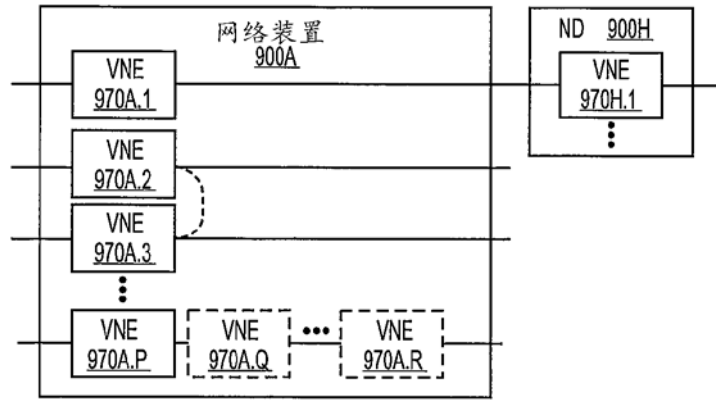 网络装置
900A
VNE
970A.1
VNE
970A.2
VNE
970A.3
VNE
970A.P
VNE
970A.Q
VNE
970A.R
ND 900H
VNE
970H.1